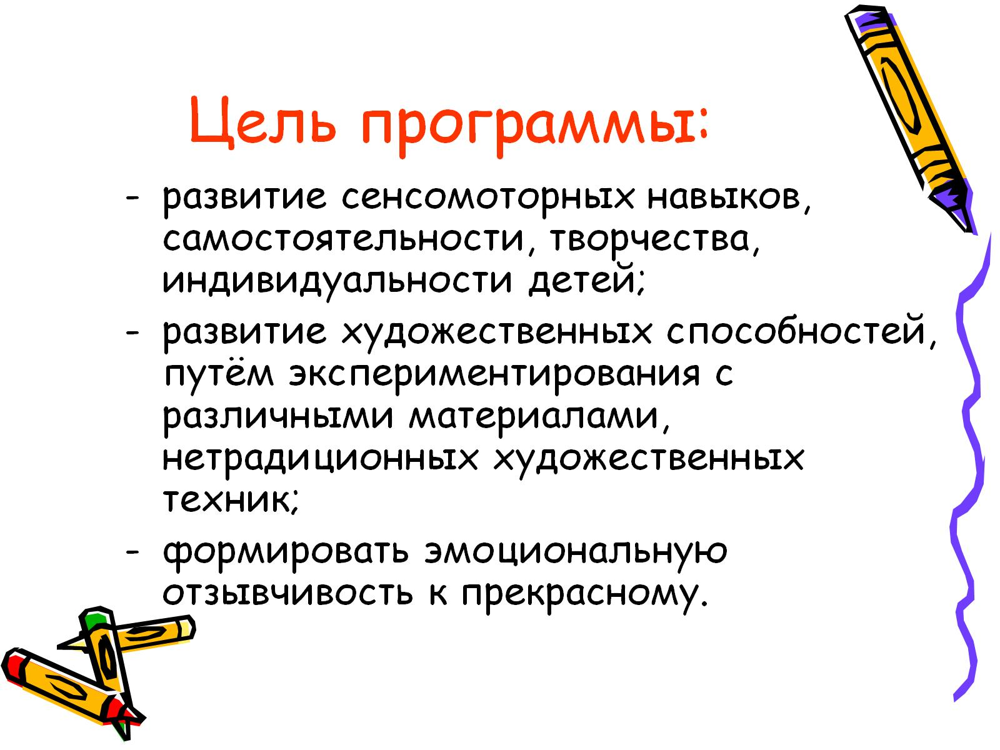 Цель программы:
- развитие сенсомоторных навыков,
самостоятельности, творчества,
индивидуальности детей;
- развитие художественных способностей,
путём экспериментирования с
различными материалами,
нетрадиционных художественных
техник;
- формировать эмоциональную
отзывчивость к прекрасному.